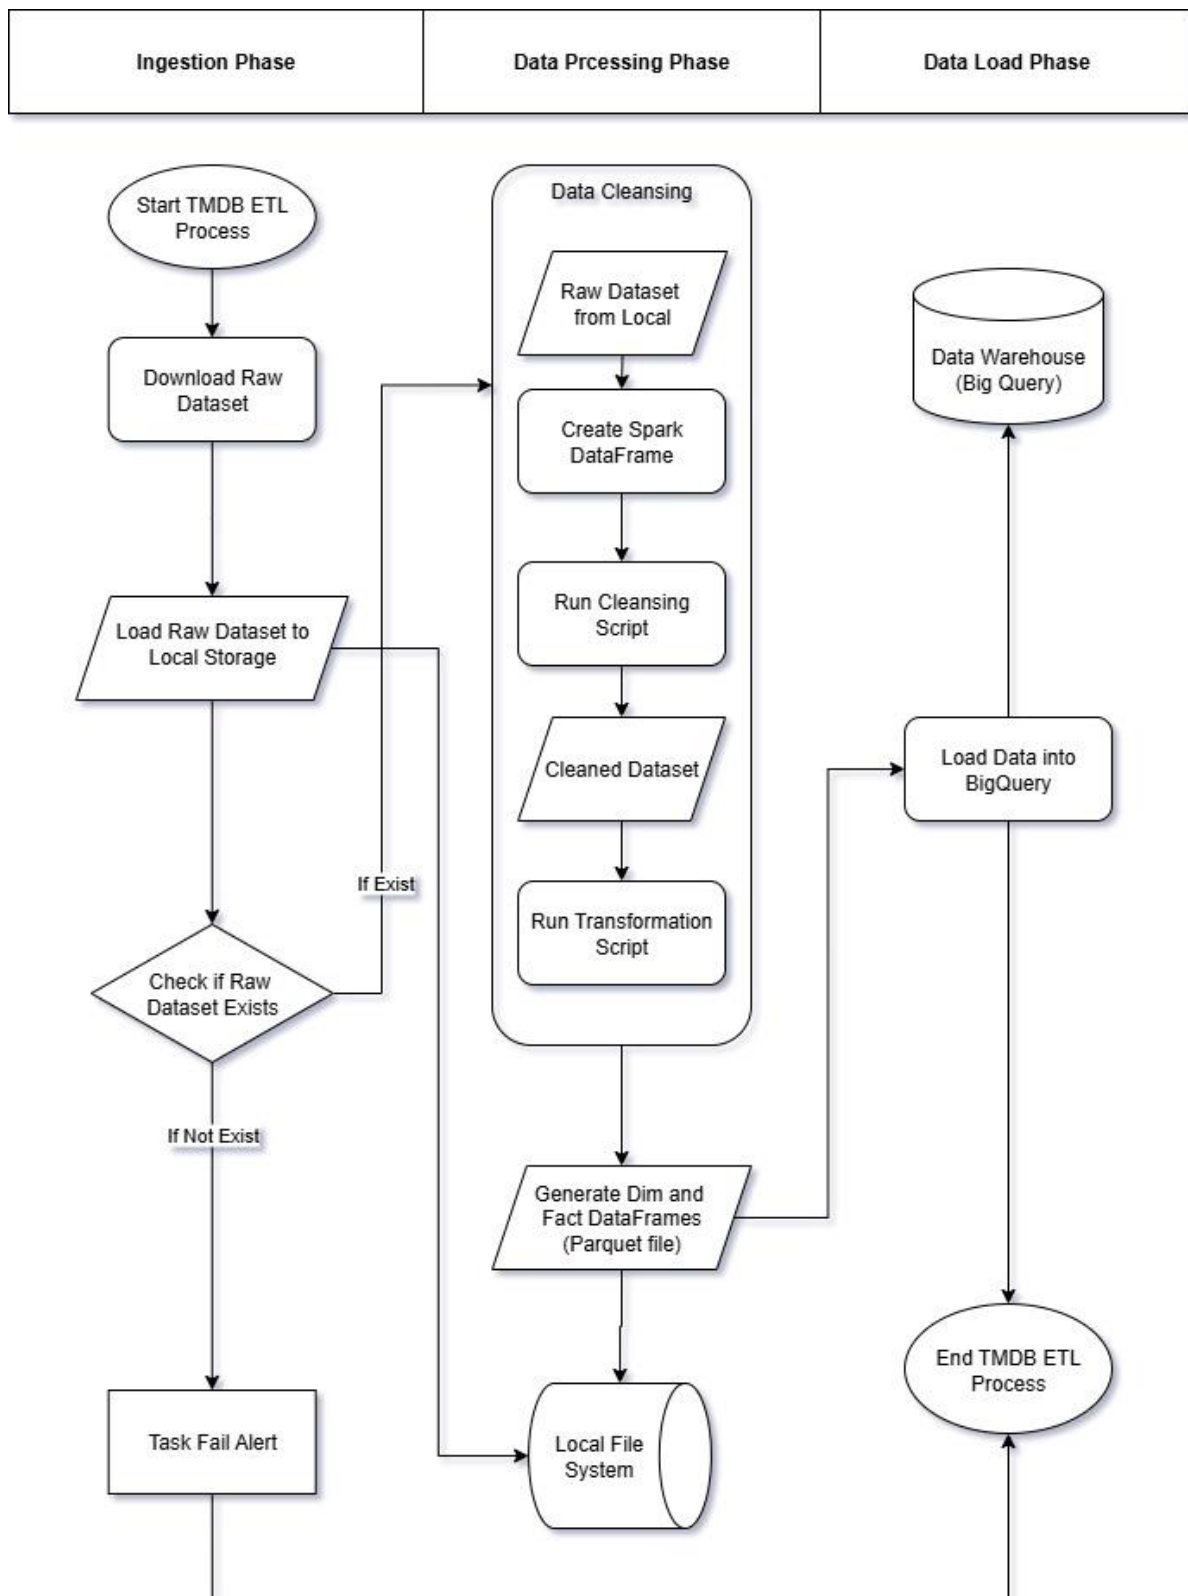 Ingestion Phase
Data Prcessing Phase
Data Load Phase
Start TMDB ETL
Process
Download Raw
Dataset
Load Raw Dataset to
Local Storage
If Exist
Check if Raw
Dataset Exists
If Not Exist
Task Fail Alert
Data Cleansing
Raw Dataset
from Local
Create Spark
DataFrame
Run Cleansing
Script
Cleaned Dataset
Run Transformation
Script
Generate Dim and
Fact DataFrames
(Parquet file)
Local File
System
Data Warehouse
(Big Query)
Load Data into
BigQuery
End TMDB ETL
Process